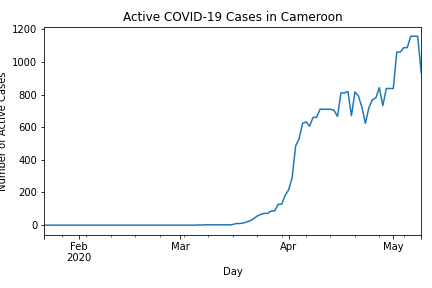 Active COVID-19 Cases in Cameroon
1200
1000
800
600
400
200
0
Number of Active Cases
Feb
2020
Mar
Apr
May
Day